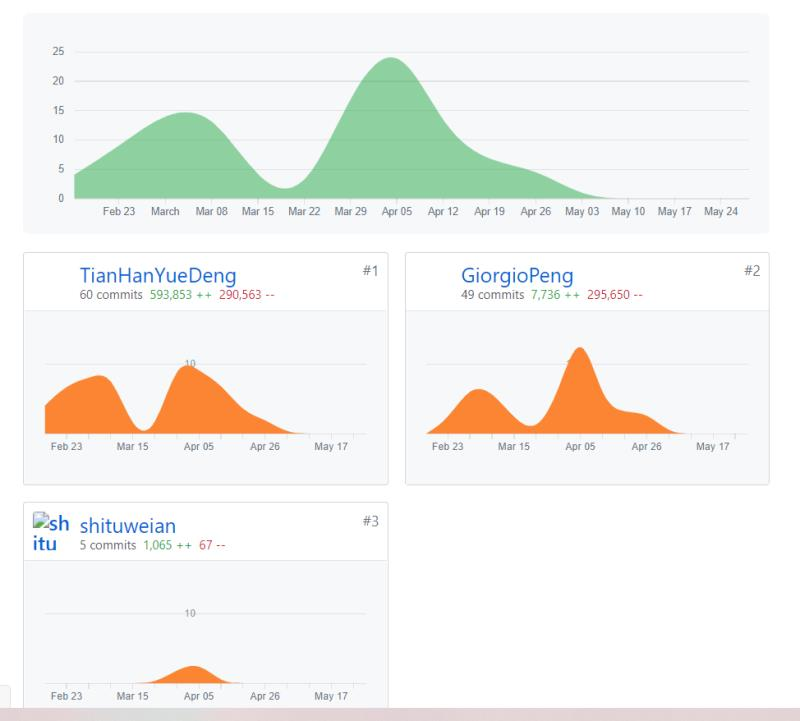 25
20
15
10
5
0
Feb 23 March Mar 08 Mar 15 Mar 22 Mar 29 Apr 05 Apr 12 Apr 19 Apr 26 May 03 May 10 May 17 May 24
TianHanYueDeng #1
60 commits 593,853 ++ 290,563 --
10
Feb 23 Mar 15 Apr 05 Apr 26 May 17
GiorgioPeng #2
49 commits 7,736 ++ 295,650 --
Feb 23 Mar 15 Apr 05 Apr 26 May 17
sh
itu
shituweian #3
5 commits 1,065 ++ 67 --
10
Feb 23 Mar 15 Apr 05 Apr 26 May 17